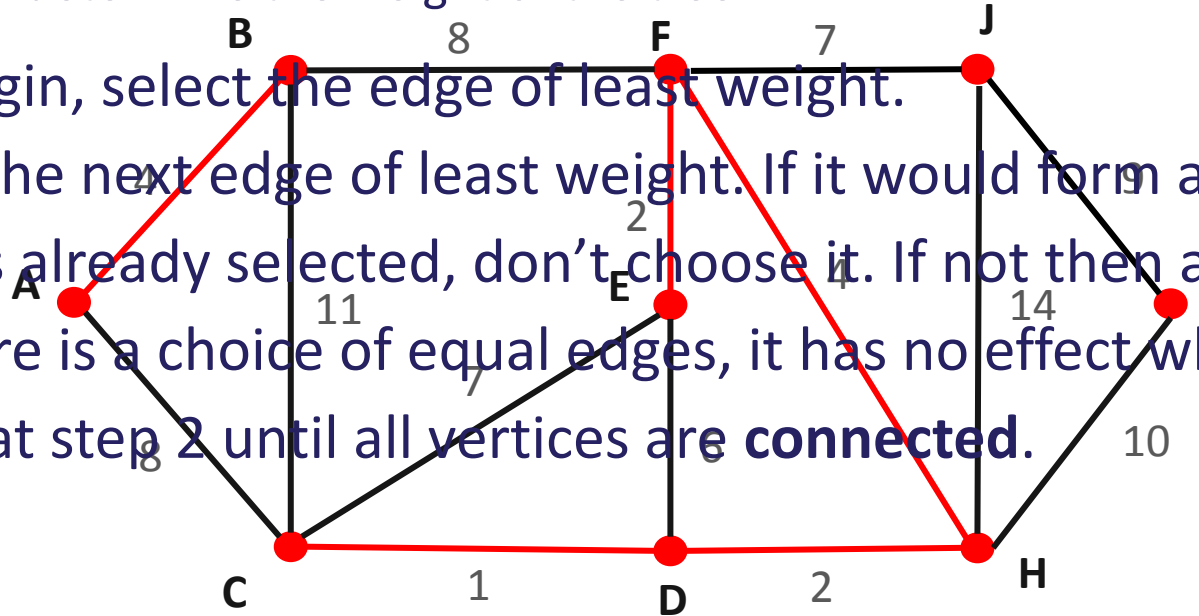 B 8 F 7 J
gin, select the edge of least weight.
he next edge of least weight. If it would form a
4 9
2
already selected, don't choose it. If not then a
A E 4
11 14
re is a choice of equal edges, it has no effect wh
7
at step 2 until all vertices are connected.
8 6 10
C 1 D 2 H